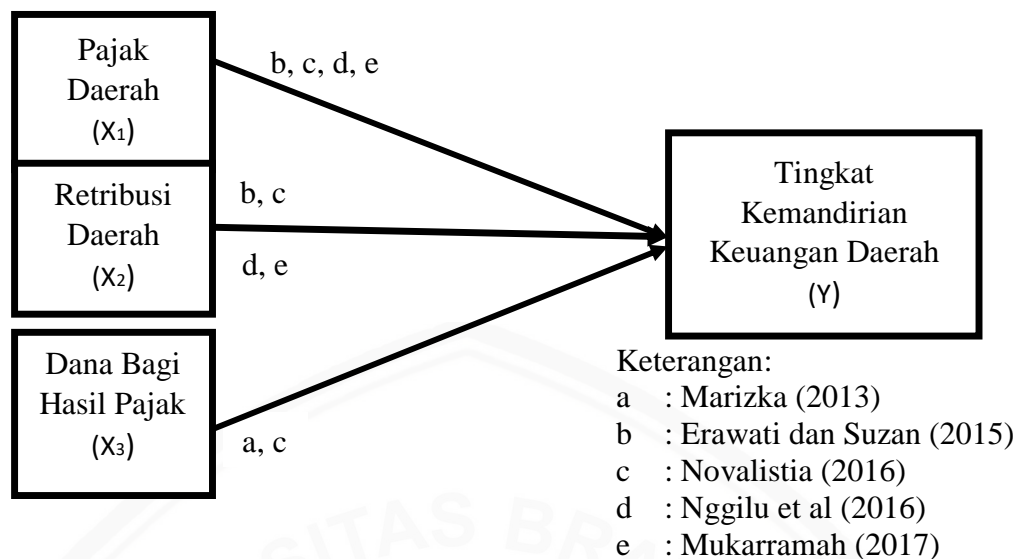 Pajak
Daerah
(X1)
b, c, d, e
Retribusi
Daerah
(X2)
b, c
d, e
Dana Bagi
Hasil Pajak
(X3)
a, c
Tingkat
Kemandirian
Keuangan Daerah
(Y)
Keterangan:
a : Marizka (2013)
b : Erawati dan Suzan (2015)
c : Novalistia (2016)
d : Nggilu et al (2016)
e : Mukarramah (2017)